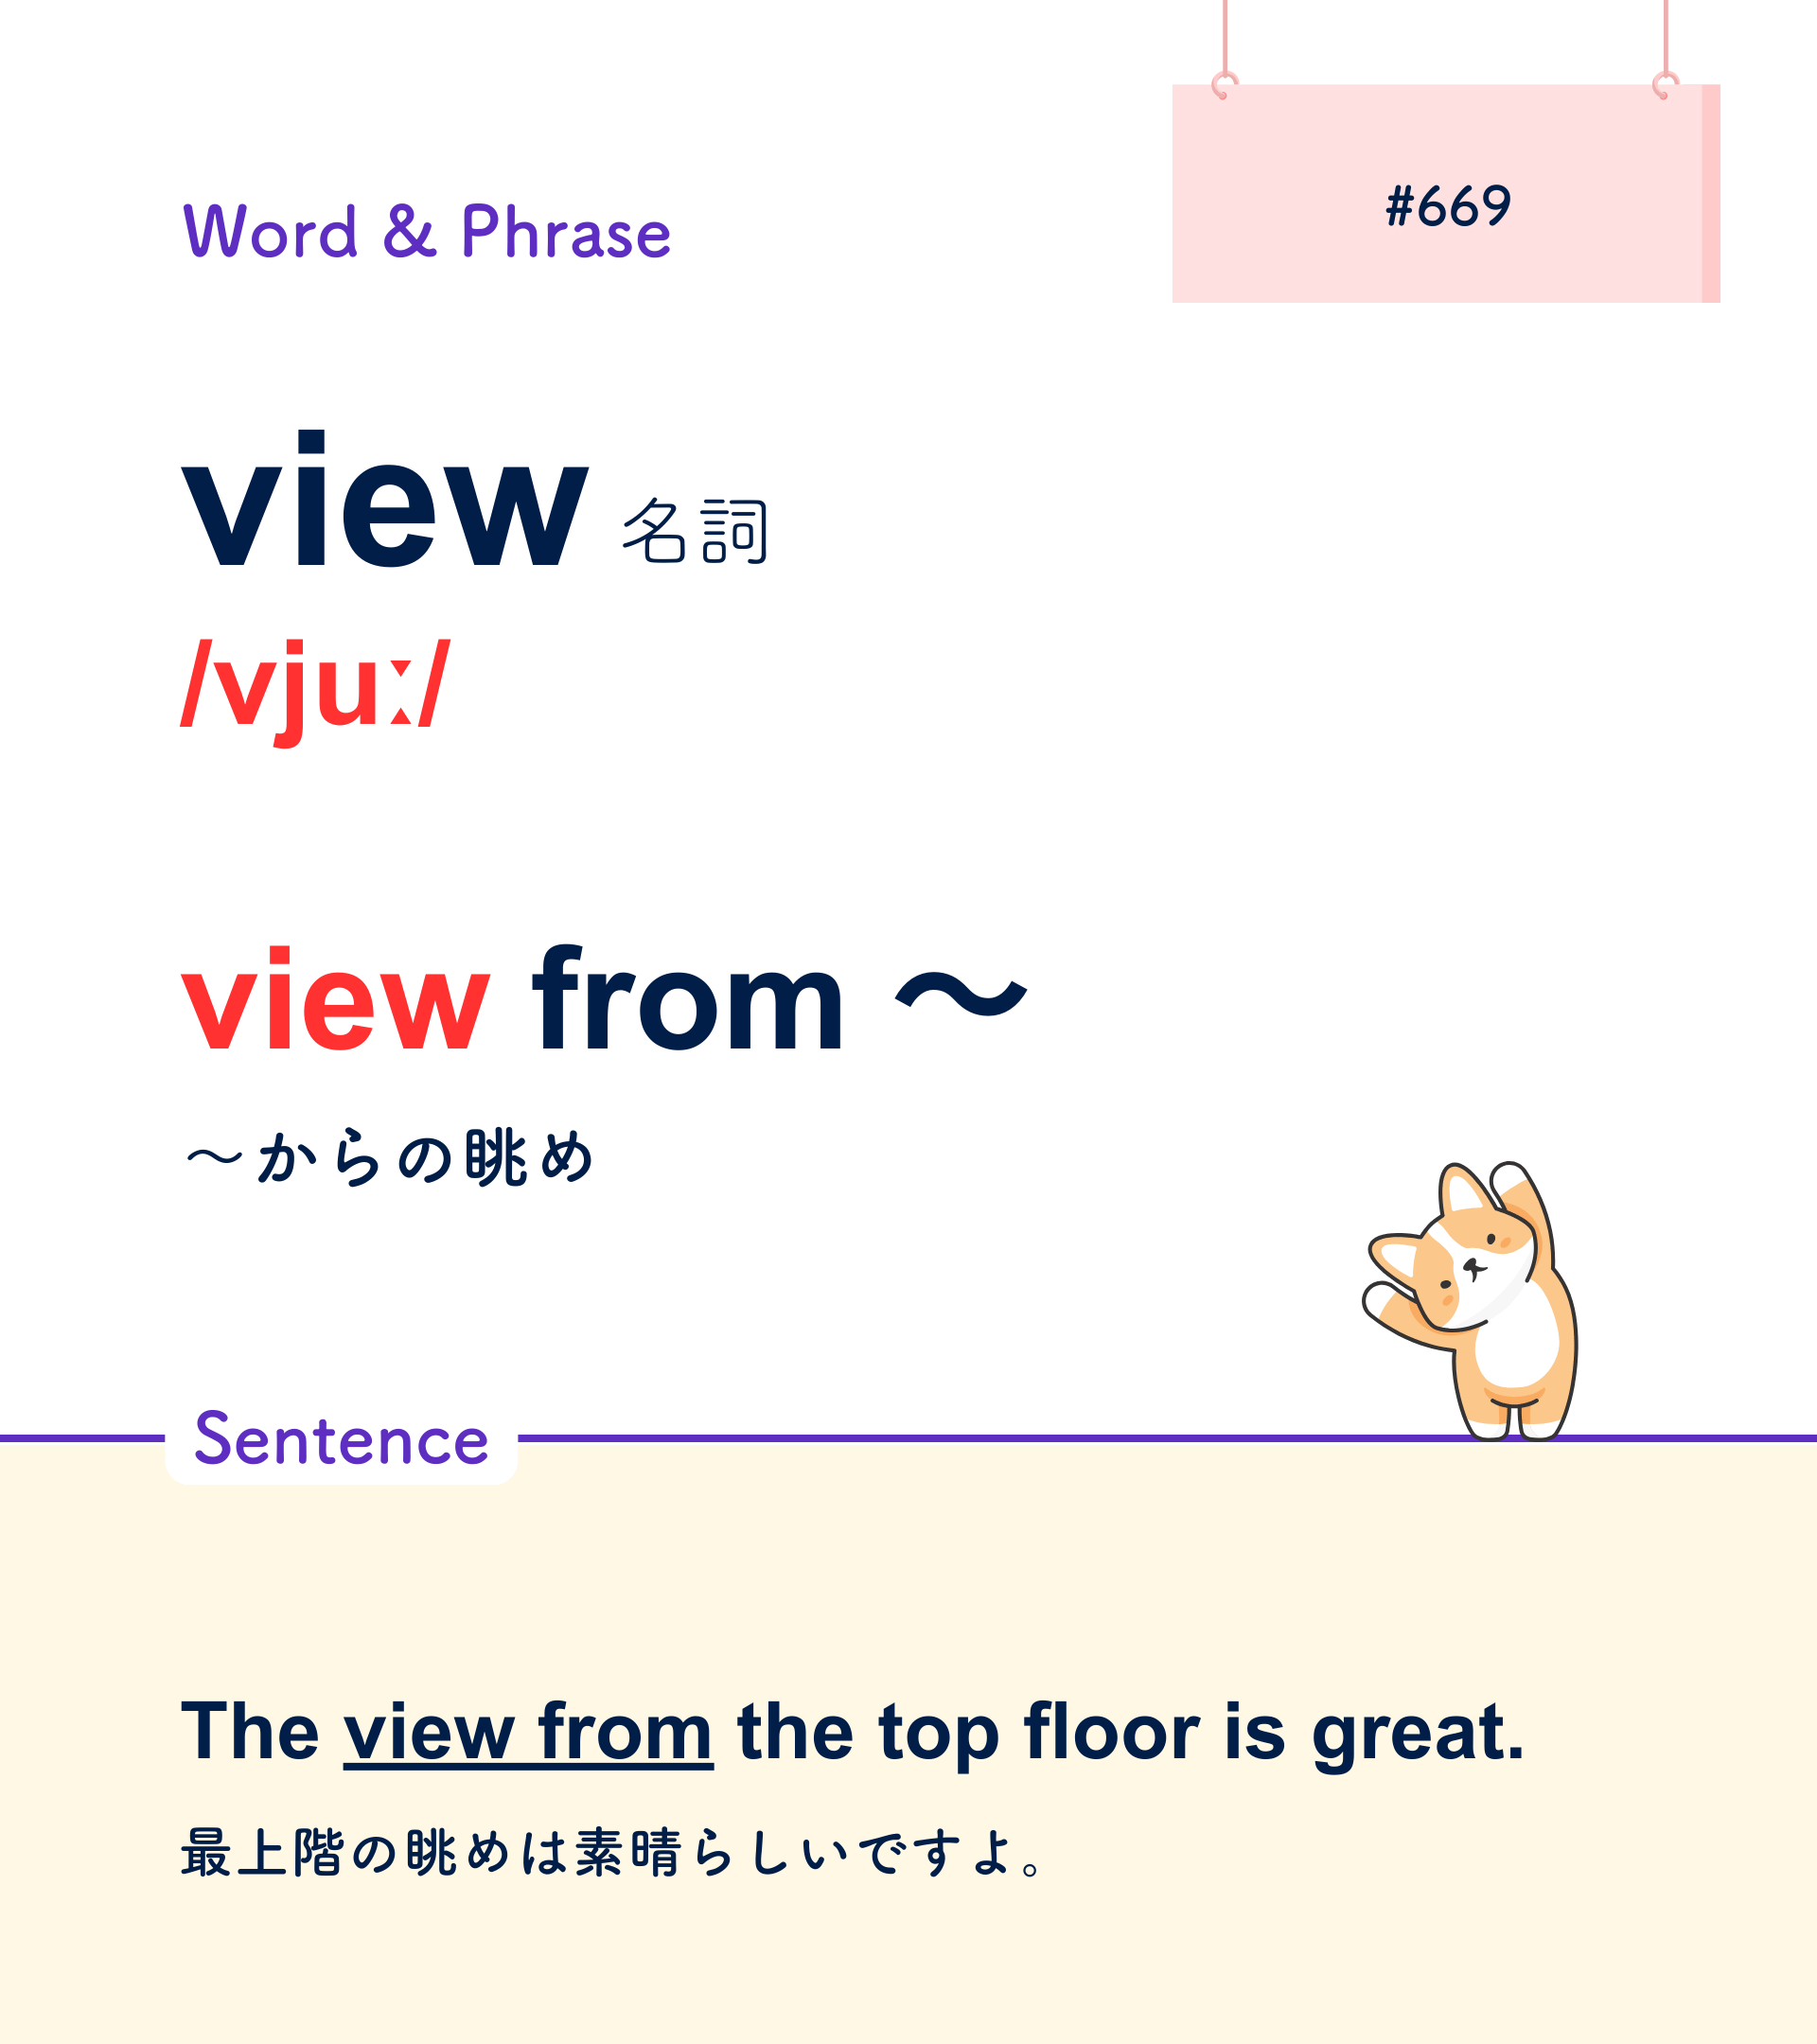 #669
Word & Phrase
view 名詞
/vjuː/
view from 〜
〜からの眺め
Sentence
The view from the top floor is great.
最上階の眺めは素晴らしいですよ。